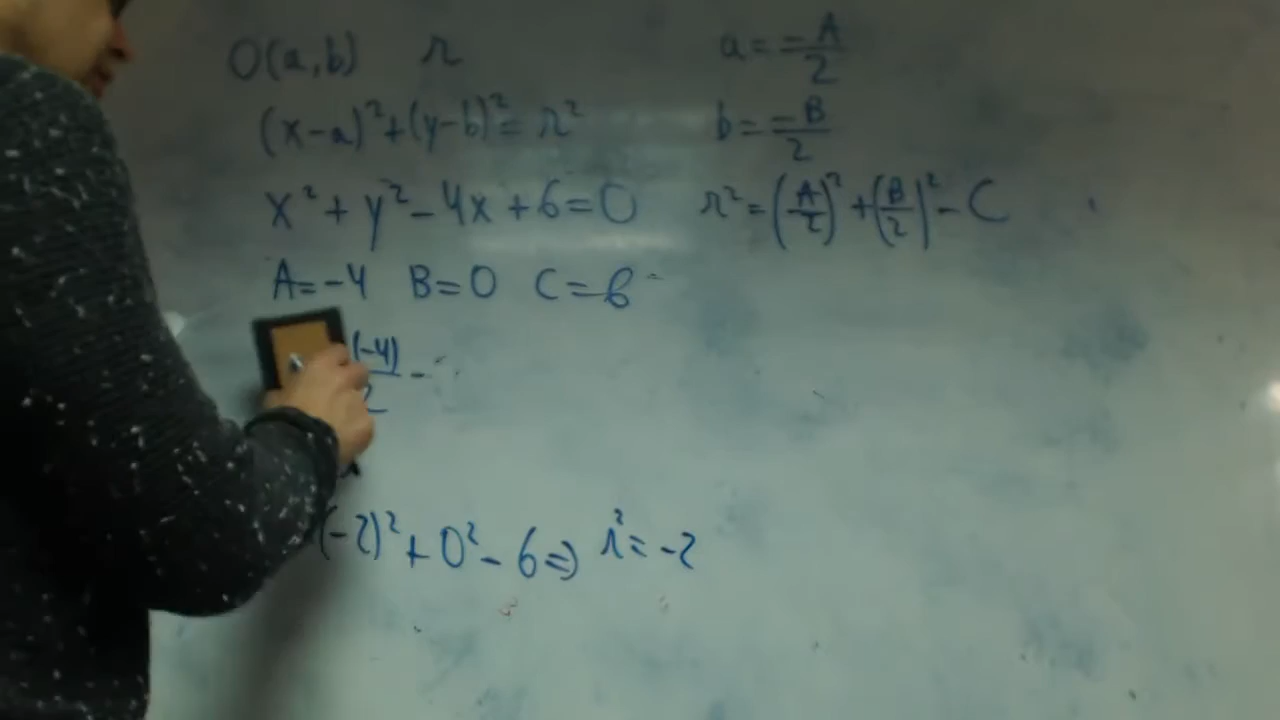 O(a,b) r a=-A/2
(x-a)²+(y-b)²=r² b=-B/2
x²+y²-4x+6=0 r²=(A/2)²+(B/2)²-C
A=-4 B=0 C=6
(-4)/2 -
(-2)²+0²-6⇒ r²=-2